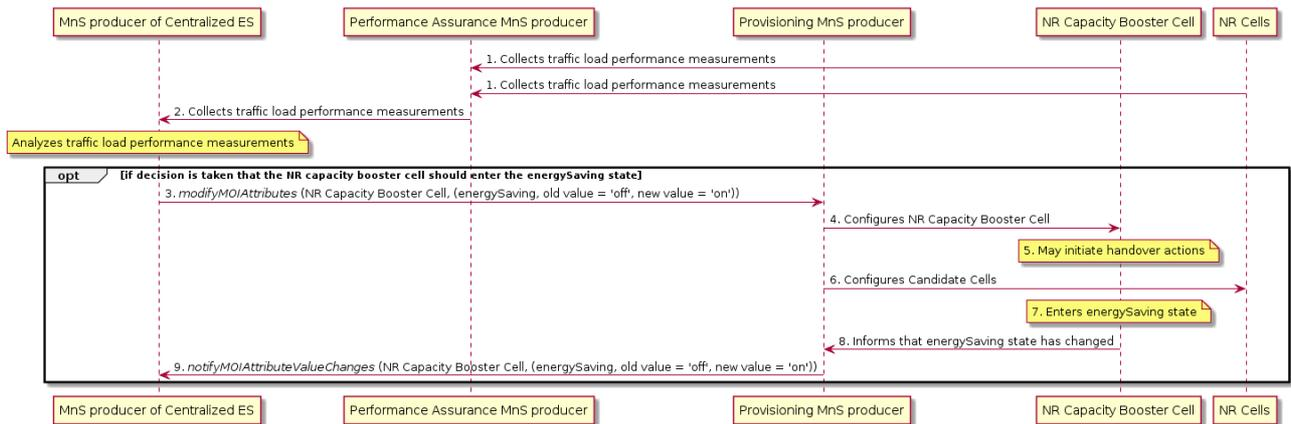 MnS producer of Centralized ES
Performance Assurance MnS producer
Provisioning MnS producer
NR Capacity Booster Cell
NR Cells
1. Collects traffic load performance measurements
1. Collects traffic load performance measurements
2. Collects traffic load performance measurements
Analyzes traffic load performance measurements
opt
[if decision is taken that the NR capacity booster cell should enter the energySaving state]
3. modifyMOIAttributes (NR Capacity Booster Cell, (energySaving, old value = 'off', new value = 'on'))
4. Configures NR Capacity Booster Cell
5. May initiate handover actions
6. Configures Candidate Cells
7. Enters energySaving state
8. Informs that energySaving state has changed
9. notifyMOIAttributeValueChanges (NR Capacity Booster Cell, (energySaving, old value = 'off', new value = 'on'))
MnS producer of Centralized ES
Performance Assurance MnS producer
Provisioning MnS producer
NR Capacity Booster Cell
NR Cells